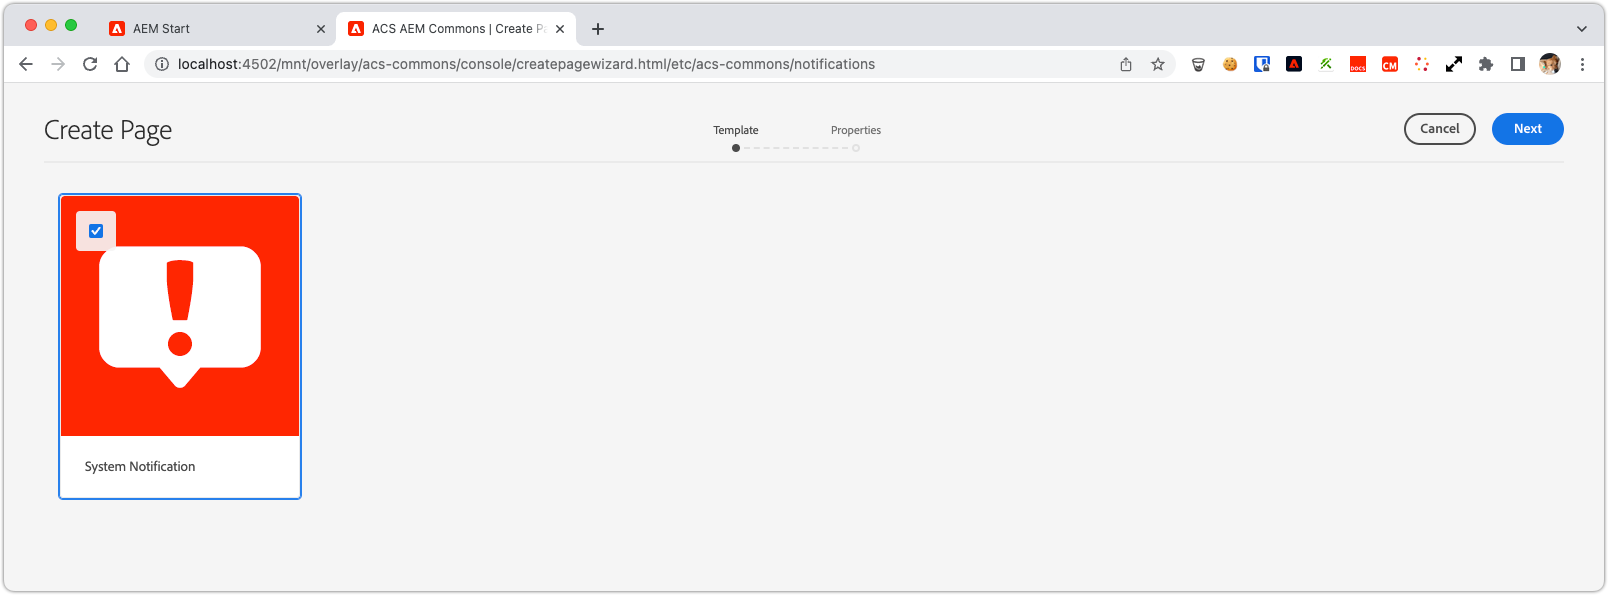 AEM Start
ACS AEM Commons | Create Pa
localhost:4502/mnt/overlay/acs-commons/console/createpagewizard.html/etc/acs-commons/notifications
DOCS
CM
Create Page
Template
Properties
Cancel
Next
System Notification